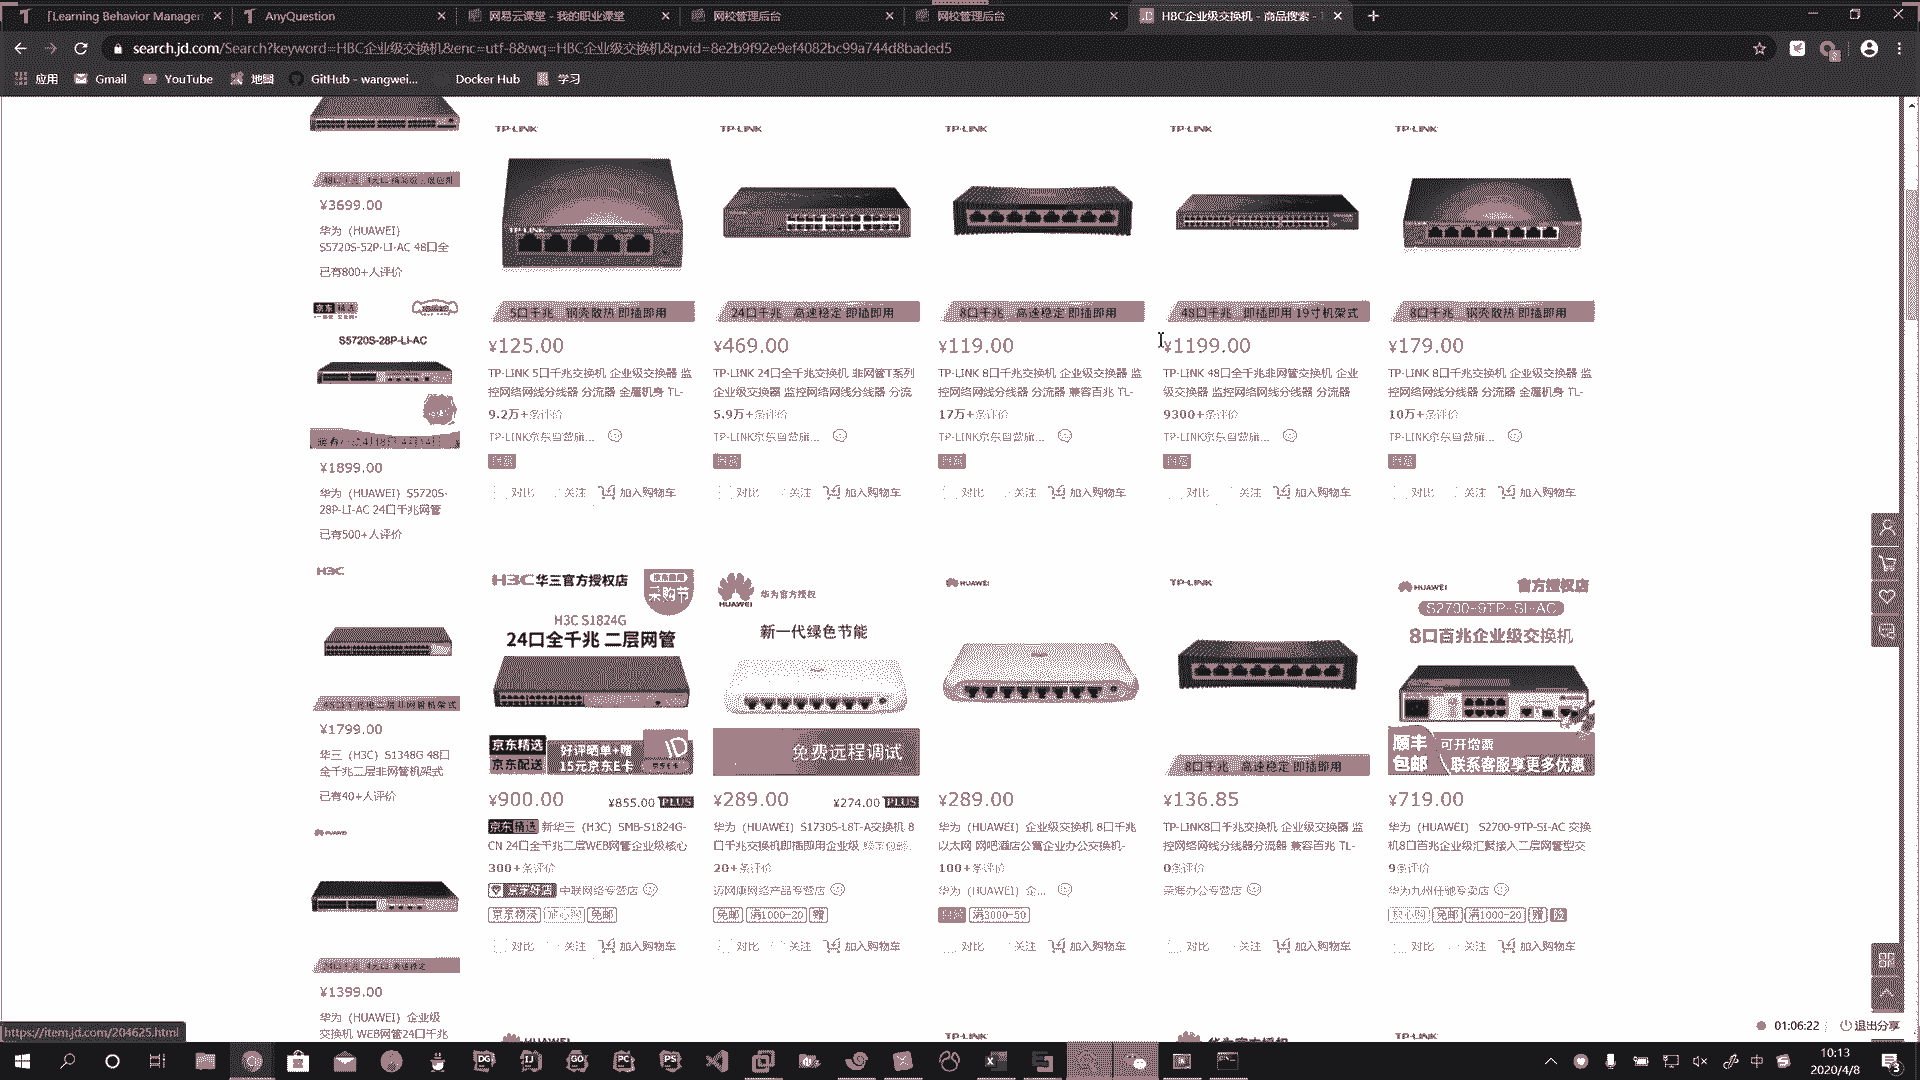 [Learning Behavior Manager
AnyQuestion
网易云课堂 - 我的职业课堂
网校管理后台
网校管理后台
HBC企业级交换机 - 商品搜索 -
search.jd.com/Search?keyword=HBC企业级交换机&enc=utf-8&wq=HBC企业级交换机&pvid=8e2b9f92e9ef4082bc99a744d8baded5
应用
Gmail
YouTube
地图
GitHub - wangwei...
Docker Hub
学习
¥3699.00
华为（HUAWEI）
S5720S-52P-LI-AC 48口全
已有800+人评价
京东精选
S5720S-28P-LI-AC
¥1899.00
华为（HUAWEI）S5720S-
28P-LI-AC 24口千兆网管
已有500+人评价
H3C
¥1799.00
华三（H3C）S1348G 48口
全千兆二层非网管机架式
已有40+人评价
HUAWEI
¥1399.00
华为（HUAWEI）企业级
交换机 WEB网管24口千兆
TP-LINK
TP-LINK
5口千兆 钢壳散热 即插即用
¥125.00
TP-LINK 5口千兆交换机 企业级交换器 监
控网络网线分线器 分流器 金属机身 TL-
9.2万+条评价
TP-LINK京东自营旗...
自营
对比 关注 加入购物车
TP-LINK
24口千兆 高速稳定 即插即用
¥469.00
TP-LINK 24口全千兆交换机 非网管T系列
企业级交换器 监控网络网线分线器 分流
5.9万+条评价
TP-LINK京东自营旗...
自营
对比 关注 加入购物车
TP-LINK
8口千兆 高速稳定 即插即用
¥119.00
TP-LINK 8口千兆交换机 企业级交换器 监
控网络网线分线器 分流器 兼容百兆 TL-
17万+条评价
TP-LINK京东自营旗...
自营
对比 关注 加入购物车
TP-LINK
48口千兆 即插即用 19寸机架式
¥1199.00
TP-LINK 48口全千兆非网管交换机 企业
级交换器 监控网络网线分线器 分流器
9300+条评价
TP-LINK京东自营旗...
自营
对比 关注 加入购物车
TP-LINK
8口千兆 钢壳散热 即插即用
¥179.00
TP-LINK 8口千兆交换机 企业级交换器 监
控网络网线分线器 分流器 金属机身 TL-
10万+条评价
TP-LINK京东自营旗...
自营
对比 关注 加入购物车
H3C华三官方授权店
采购节
H3C S1824G
24口全千兆 二层网管
京东精选
京东配送
好评晒单+赠
15元京东E卡
¥900.00 ¥855.00 PLUS
京东精选 新华三（H3C）SMB-S1824G-
CN 24口全千兆二层WEB网管企业级核心
300+条评价
京东好店 中联网络专营店
京东物流 放心购 免邮
对比 关注 加入购物车
HUAWEI
华为官方授权
新一代绿色节能
免费远程调试
¥289.00 ¥274.00 PLUS
华为（HUAWEI）S1730S-L8T-A交换机 8
口千兆交换机即插即用企业级 顺丰包邮.
20+条评价
迈网康网络产品专营店
免邮 满1000-20 赠
对比 关注 加入购物车
HUAWEI
¥289.00
华为（HUAWEI）企业级交换机 8口千兆
以太网 网吧酒店公寓企业办公交换机-
100+条评价
华为（HUAWEI）企...
自营 满3000-50
对比 关注 加入购物车
TP-LINK
8口千兆 高速稳定 即插即用
¥136.85
TP-LINK8口千兆交换机 企业级交换器 监
控网络网线分线器分流器 兼容百兆 TL-
0条评价
荣海办公专营店
对比 关注 加入购物车
HUAWEI
官方授权店
S2700-9TP-SI-AC
8口百兆企业级交换机
顺丰
包邮
可开增票
联系客服享更多优惠
¥719.00
华为（HUAWEI） S2700-9TP-SI-AC 交换
机8口百兆企业级汇聚接入二层网管型交
9条评价
放心购 免邮 满1000-20 赠 险
对比 关注 加入购物车
HUAWEI
TP-LINK
TP-LINK
https://item.jd.com/204625.html
01:06:22
退出分享
中
10:13
2020/4/8
3